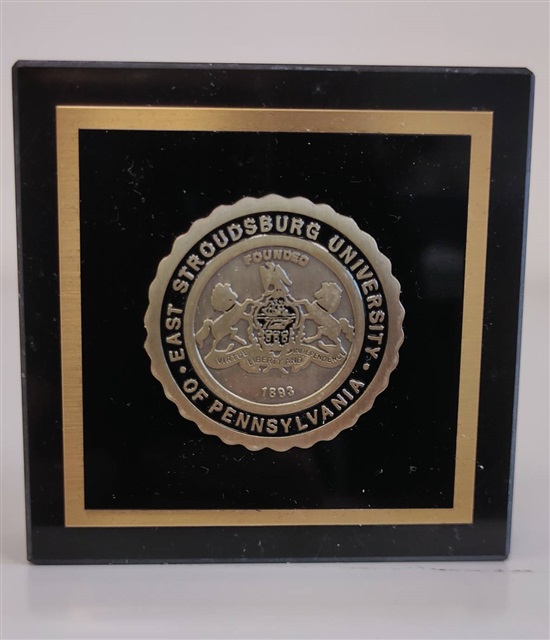 EAST STROUDSBURG UNIVERSITY
OF PENNSYLVANIA
FOUNDED
VIRTUE LIBERTY AND INDEPENDENCE
1893